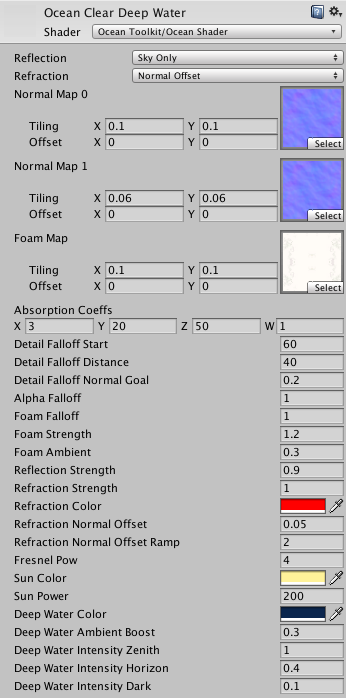 Ocean Clear Deep Water
Shader Ocean Toolkit/Ocean Shader
Reflection Sky Only
Refraction Normal Offset
Normal Map 0
Tiling X 0.1 Y 0.1
Offset X 0 Y 0
Select
Normal Map 1
Tiling X 0.06 Y 0.06
Offset X 0 Y 0
Select
Foam Map
Tiling X 0.1 Y 0.1
Offset X 0 Y 0
Select
Absorption Coeffs
X 3 Y 20 Z 50 W 1
Detail Falloff Start 60
Detail Falloff Distance 40
Detail Falloff Normal Goal 0.2
Alpha Falloff 1
Foam Falloff 1
Foam Strength 1.2
Foam Ambient 0.3
Reflection Strength 0.9
Refraction Strength 1
Refraction Color
Refraction Normal Offset 0.05
Refraction Normal Offset Ramp 2
Fresnel Pow 4
Sun Color
Sun Power 200
Deep Water Color
Deep Water Ambient Boost 0.3
Deep Water Intensity Zenith 1
Deep Water Intensity Horizon 0.4
Deep Water Intensity Dark 0.1